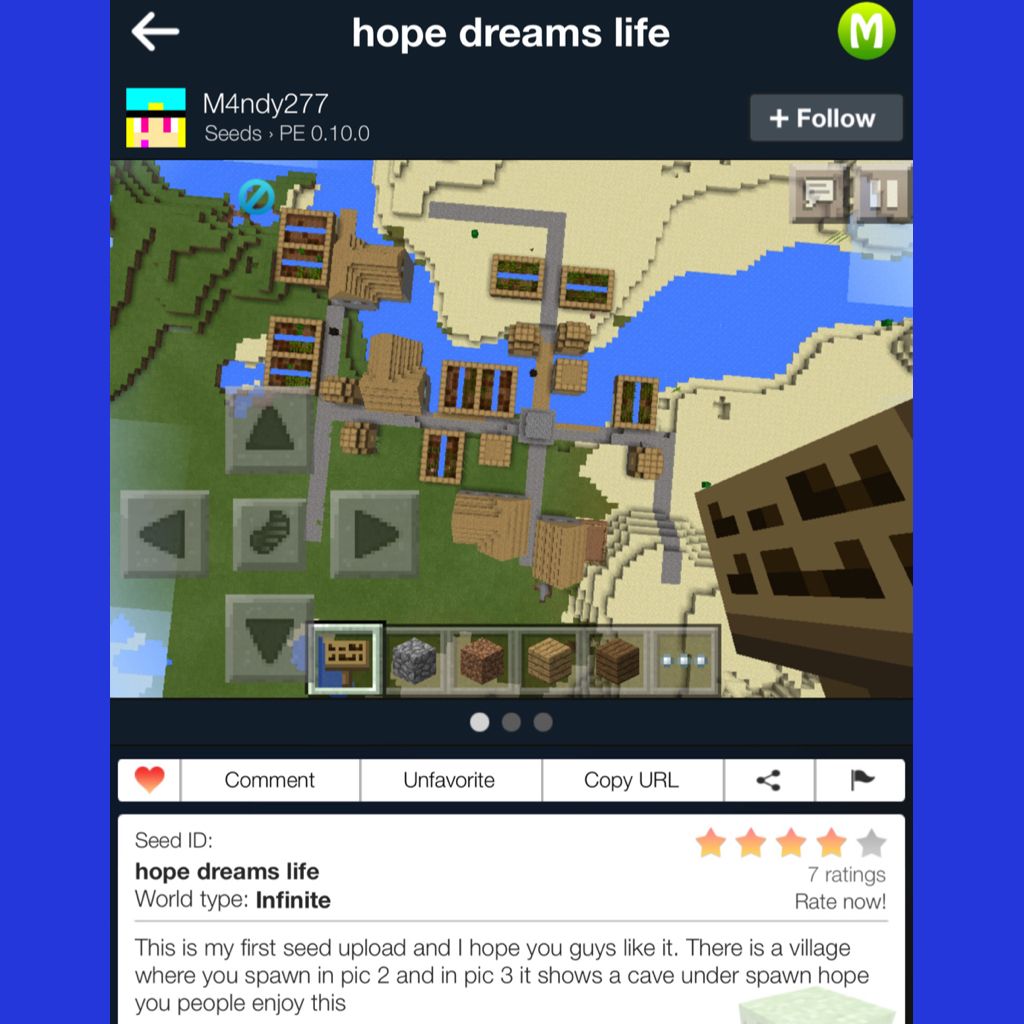 hope dreams life
M
M4ndy277
Seeds › PE 0.10.0
+ Follow
Comment
Unfavorite
Copy URL
Seed ID:
hope dreams life
World type: Infinite
7 ratings
Rate now!
This is my first seed upload and I hope you guys like it. There is a village
where you spawn in pic 2 and in pic 3 it shows a cave under spawn hope
you people enjoy this